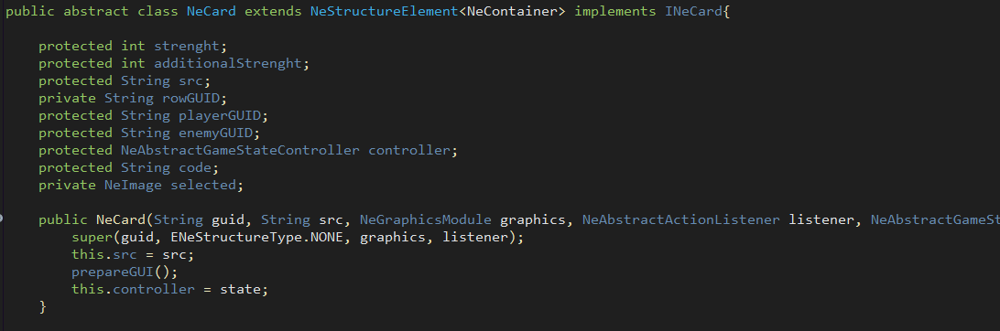 public abstract class NeCard extends NeStructureElement<NeContainer> implements INeCard{
protected int strenght;
protected int additionalStrenght;
protected String src;
private String rowGUID;
protected String playerGUID;
protected String enemyGUID;
protected NeAbstractGameStateController controller;
protected String code;
private NeImage selected;
public NeCard(String guid, String src, NeGraphicsModule graphics, NeAbstractActionListener listener, NeAbstractGameSt
super(guid, ENeStructureType.NONE, graphics, listener);
this.src = src;
prepareGUI();
this.controller = state;
}